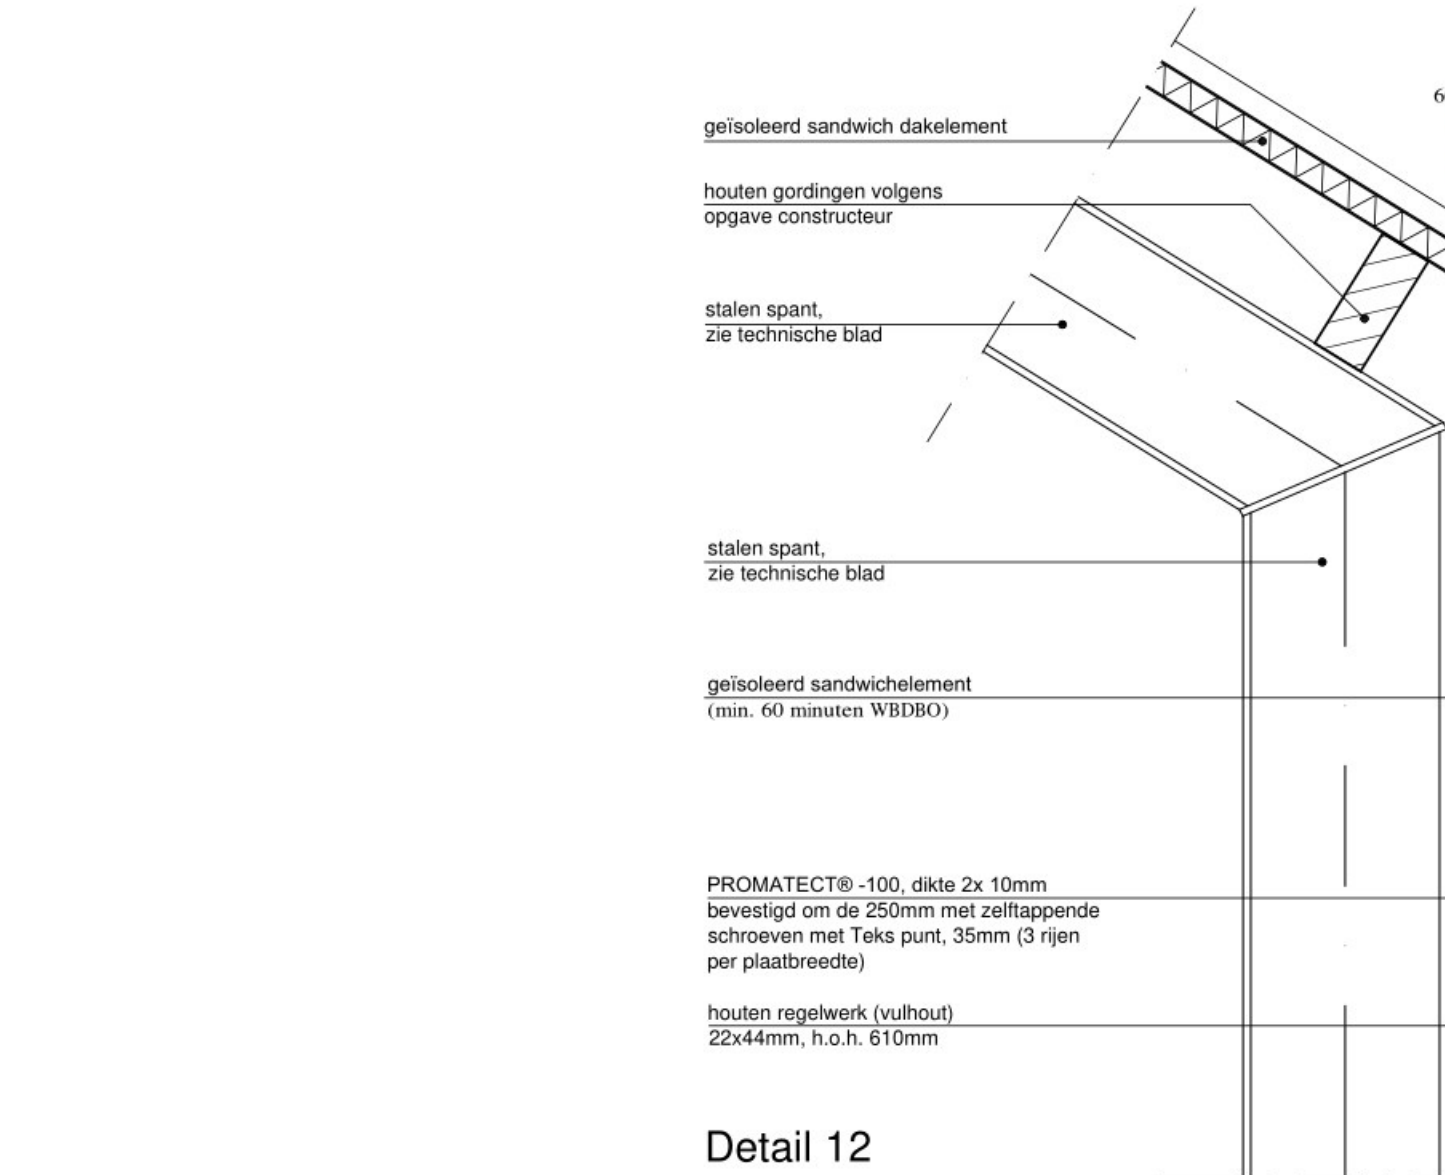 6
geïsoleerd sandwich dakelement
houten gordingen volgens
opgave constructeur
stalen spant,
zie technische blad
stalen spant,
zie technische blad
geïsoleerd sandwichelement
(min. 60 minuten WBDBO)
PROMATECT® -100, dikte 2x 10mm
bevestigd om de 250mm met zelftappende
schroeven met Teks punt, 35mm (3 rijen
per plaatbreedte)
houten regelwerk (vulhout)
22x44mm, h.o.h. 610mm
Detail 12